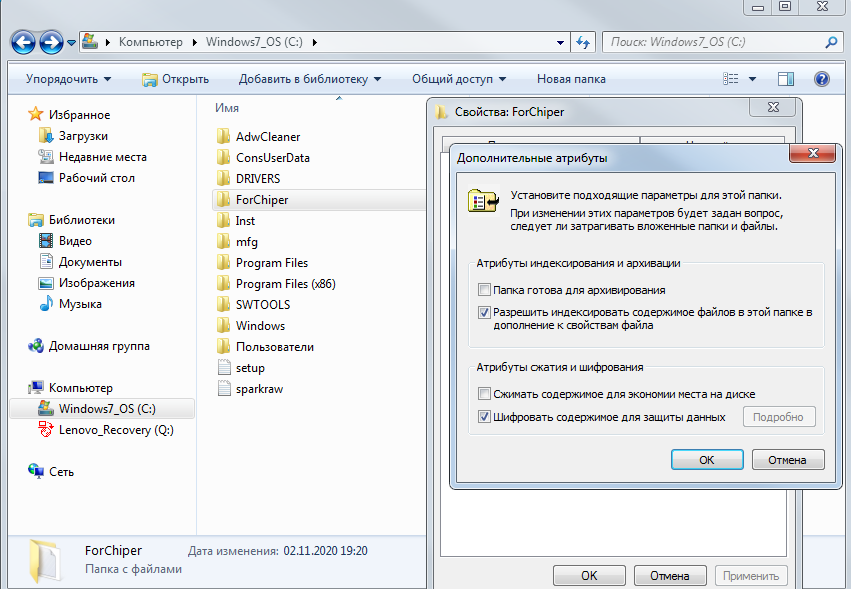 Компьютер
Windows7_OS (C:)
Поиск: Windows7_OS (C:)
Упорядочить
Открыть
Добавить в библиотеку
Общий доступ
Новая папка
Избранное
Загрузки
Недавние места
Рабочий стол
Библиотеки
Видео
Документы
Изображения
Музыка
Домашняя группа
Компьютер
Windows7_OS (C:)
Lenovo_Recovery (Q:)
Сеть
Имя
AdwCleaner
ConsUserData
DRIVERS
ForChiper
Inst
mfg
Program Files
Program Files (x86)
SWTOOLS
Windows
Пользователи
setup
sparkraw
Свойства: ForChiper
Дополнительные атрибуты
Установите подходящие параметры для этой папки.
При изменении этих параметров будет задан вопрос,
следует ли затрагивать вложенные папки и файлы.
Атрибуты индексирования и архивации
Папка готова для архивирования
Разрешить индексировать содержимое файлов в этой папке в
дополнение к свойствам файла
Атрибуты сжатия и шифрования
Сжимать содержимое для экономии места на диске
Шифровать содержимое для защиты данных
Подробно
ОК
Отмена
ОК
Отмена
Применить
ForChiper
Дата изменения: 02.11.2020 19:20
Папка с файлами